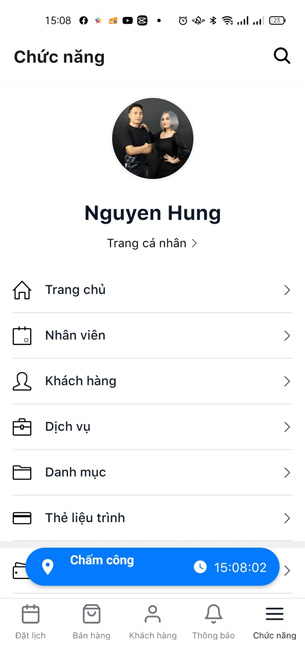 15:08
23
Chức năng
Nguyen Hung
Trang cá nhân
Trang chủ
Nhân viên
Khách hàng
Dịch vụ
Danh mục
Thẻ liệu trình
Chấm công
15:08:02
Đặt lịch
Bán hàng
Khách hàng
Thông báo
Chức năng